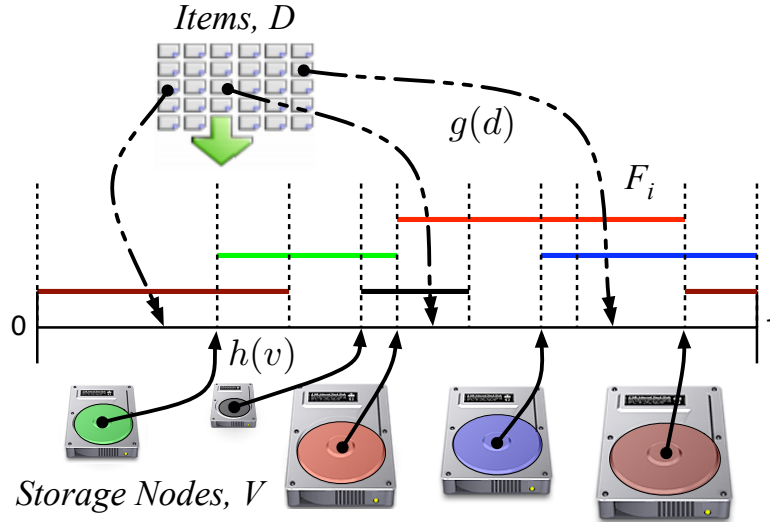 Items, D
g(d)
F_i
0
h(v)
Storage Nodes, V